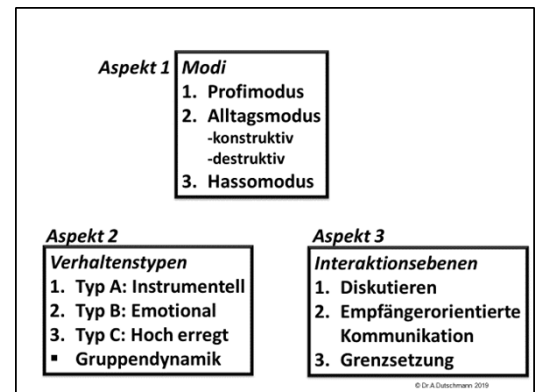 Aspekt 1
Modi
1. Profimodus
2. Alltagsmodus
-konstruktiv
-destruktiv
3. Hassomodus
Aspekt 2
Verhaltenstypen
1. Typ A: Instrumentell
2. Typ B: Emotional
3. Typ C: Hoch erregt
▪ Gruppendynamik
Aspekt 3
Interaktionsebenen
1. Diskutieren
2. Empfängerorientierte
Kommunikation
3. Grenzsetzung
© Dr.A.Dutschmann 2019